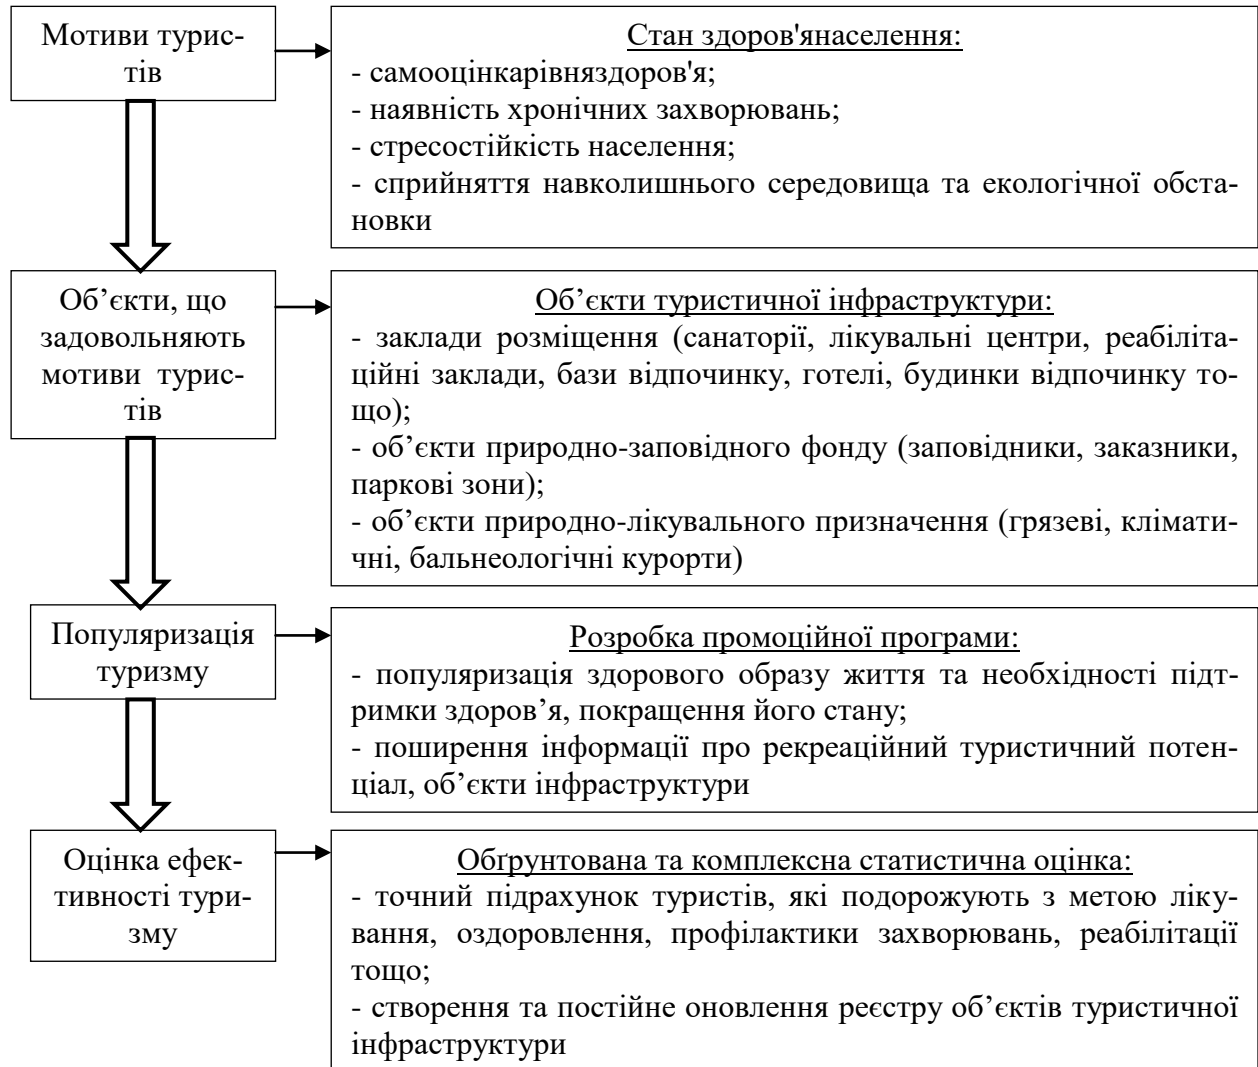 Мотиви турис-
тів
Стан здоров'янаселення:
- самооцінкарівняздоров'я;
- наявність хронічних захворювань;
- стресостійкість населення;
- сприйняття навколишнього середовища та екологічної обста-
новки
Об’єкти, що
задовольняють
мотиви турис-
тів
Об’єкти туристичної інфраструктури:
- заклади розміщення (санаторії, лікувальні центри, реабіліта-
ційні заклади, бази відпочинку, готелі, будинки відпочинку то-
що);
- об’єкти природно-заповідного фонду (заповідники, заказники,
паркові зони);
- об’єкти природно-лікувального призначення (грязеві, клімати-
чні, бальнеологічні курорти)
Популяризація
туризму
Розробка промоційної програми:
- популяризація здорового образу життя та необхідності підт-
римки здоров’я, покращення його стану;
- поширення інформації про рекреаційний туристичний потен-
ціал, об’єкти інфраструктури
Оцінка ефек-
тивності тури-
зму
Обґрунтована та комплексна статистична оцінка:
- точний підрахунок туристів, які подорожують з метою ліку-
вання, оздоровлення, профілактики захворювань, реабілітації
тощо;
- створення та постійне оновлення реєстру об’єктів туристичної
інфраструктури